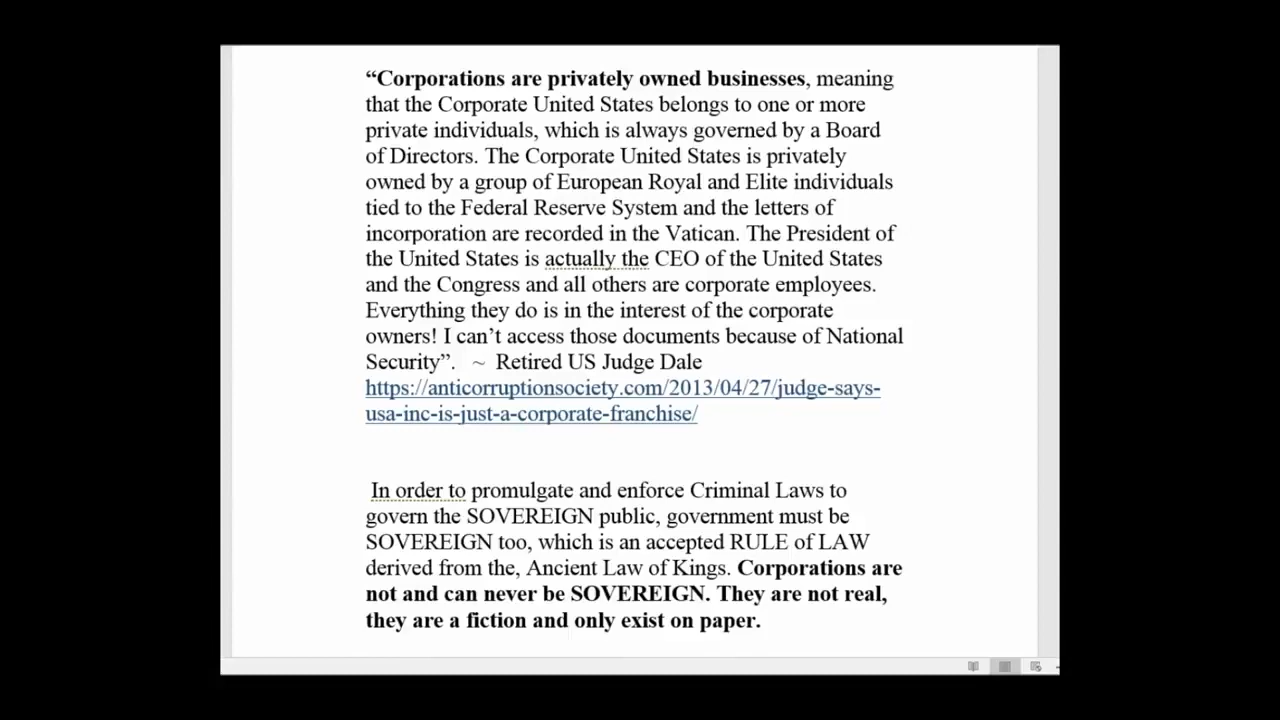 “Corporations are privately owned businesses, meaning
that the Corporate United States belongs to one or more
private individuals, which is always governed by a Board
of Directors. The Corporate United States is privately
owned by a group of European Royal and Elite individuals
tied to the Federal Reserve System and the letters of
incorporation are recorded in the Vatican. The President of
the United States is actually the CEO of the United States
and the Congress and all others are corporate employees.
Everything they do is in the interest of the corporate
owners! I can’t access those documents because of National
Security”. ~ Retired US Judge Dale
https://anticorruptionsociety.com/2013/04/27/judge-says-
usa-inc-is-just-a-corporate-franchise/
In order to promulgate and enforce Criminal Laws to
govern the SOVEREIGN public, government must be
SOVEREIGN too, which is an accepted RULE of LAW
derived from the, Ancient Law of Kings. Corporations are
not and can never be SOVEREIGN. They are not real,
they are a fiction and only exist on paper.